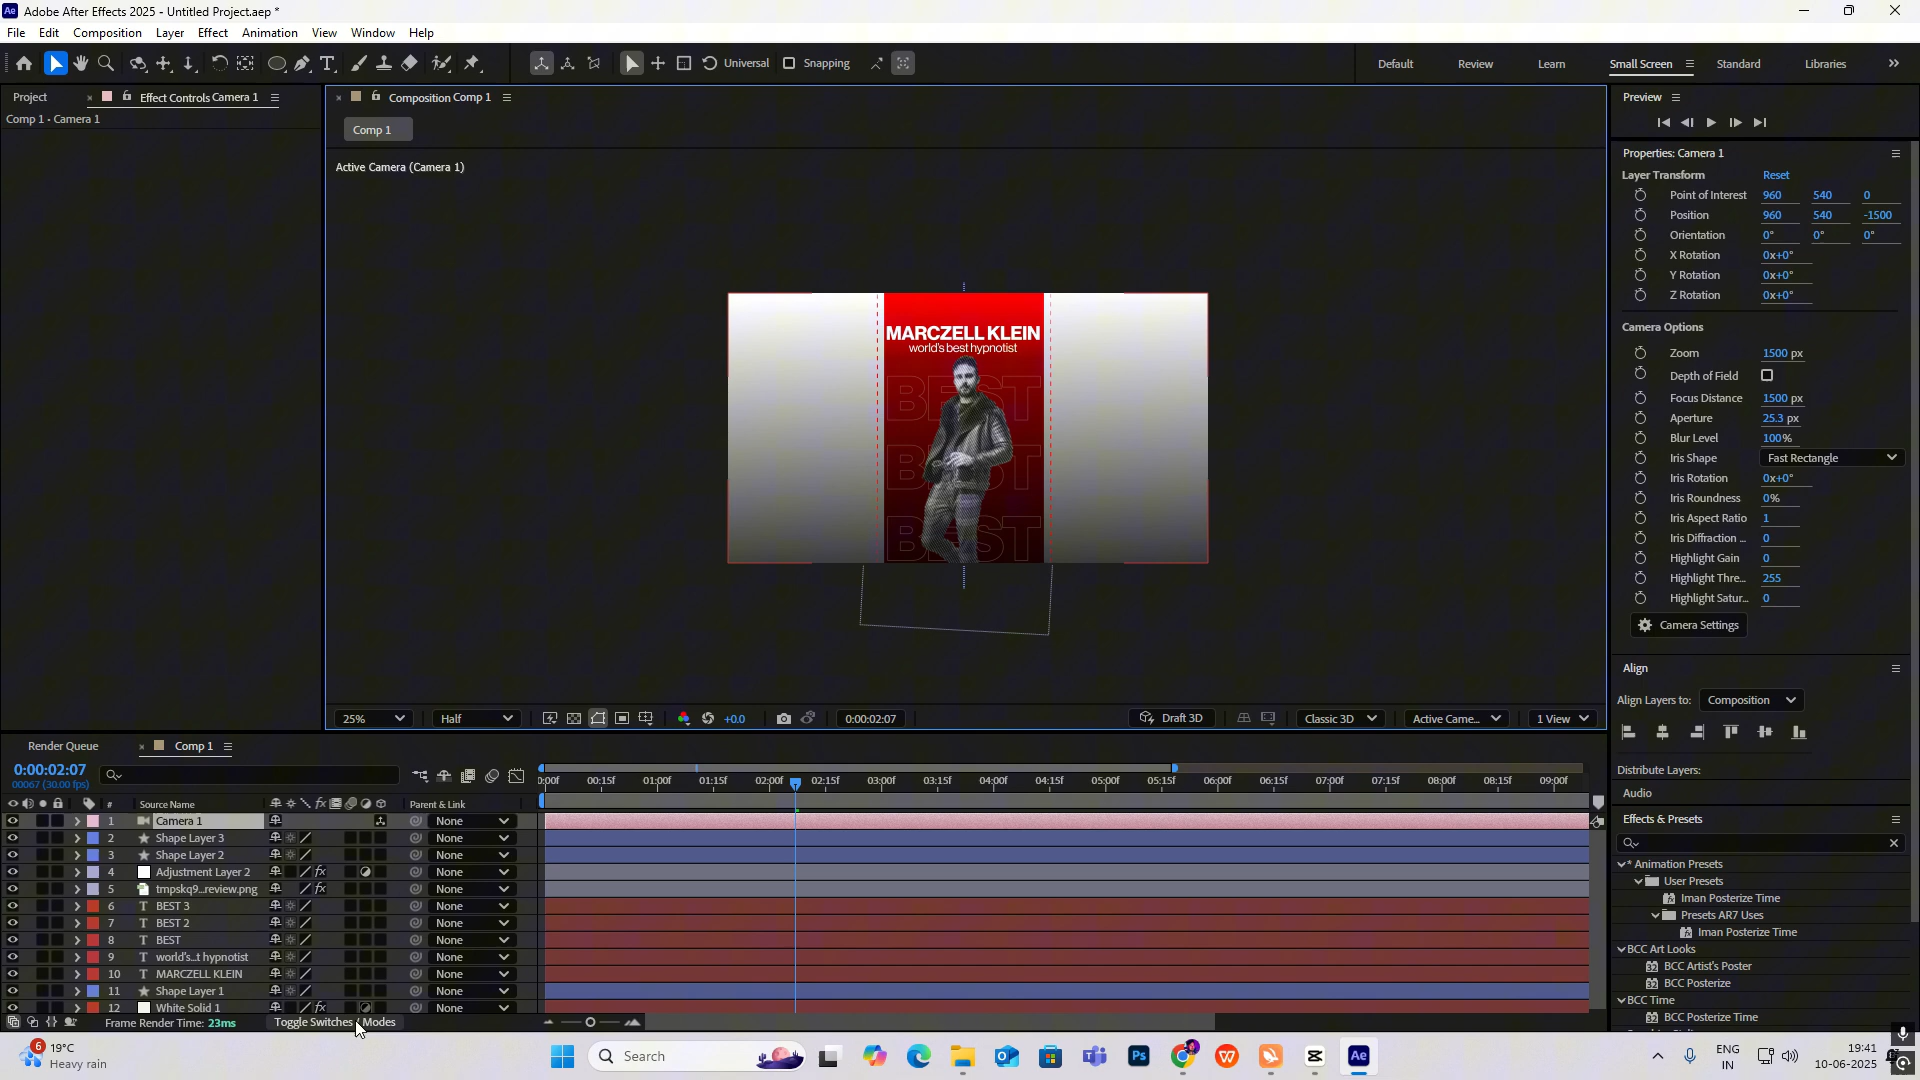 Adobe After Effects 2025 - Untitled Project.aep *
File Edit Composition Layer Effect Animation View Window Help
Universal Snapping Default Review Learn Small Screen Standard Libraries
Project Effect Controls Camera 1
Comp 1 • Camera 1
Composition Comp 1
Comp 1
Active Camera (Camera 1)
MARCZELL KLEIN
world's best hypnotist
BEST
BEST
BEST
25% Half +0.0 0:00:02:07 Draft 3D Classic 3D Active Came... 1 View
Preview
Properties: Camera 1
Layer Transform Reset
Point of Interest 960 540 0
Position 960 540 -1500
Orientation 0° 0° 0°
X Rotation 0x+0°
Y Rotation 0x+0°
Z Rotation 0x+0°
Camera Options
Zoom 1500 px
Depth of Field
Focus Distance 1500 px
Aperture 25.3 px
Blur Level 100%
Iris Shape Fast Rectangle
Iris Rotation 0x+0°
Iris Roundness 0%
Iris Aspect Ratio 1
Iris Diffraction ... 0
Highlight Gain 0
Highlight Thre... 255
Highlight Satur... 0
Camera Settings
Align
Align Layers to: Composition
Distribute Layers:
Audio
Effects & Presets
* Animation Presets
User Presets
Iman Posterize Time
Presets AR7 Uses
Iman Posterize Time
BCC Art Looks
BCC Artist's Poster
BCC Posterize
BCC Time
BCC Posterize Time
Render Queue Comp 1
0:00:02:07
00067 (30.00 fps)
0:00f 00:15f 01:00f 01:15f 02:00f 02:15f 03:00f 03:15f 04:00f 04:15f 05:00f 05:15f 06:00f 06:15f 07:00f 07:15f 08:00f 08:15f 09:00f
# Source Name Parent & Link
1 Camera 1 None
2 Shape Layer 3 None
3 Shape Layer 2 None
4 Adjustment Layer 2 fx None
5 tmpskq9...review.png fx None
6 T BEST 3 None
7 T BEST 2 None
8 T BEST None
9 T world's...t hypnotist None
10 T MARCZELL KLEIN None
11 Shape Layer 1 None
12 White Solid 1 fx None
Frame Render Time: 23ms Toggle Switches / Modes
6 19°C
Heavy rain
Search
Ps
Ae
ENG
IN
19:41
10-06-2025